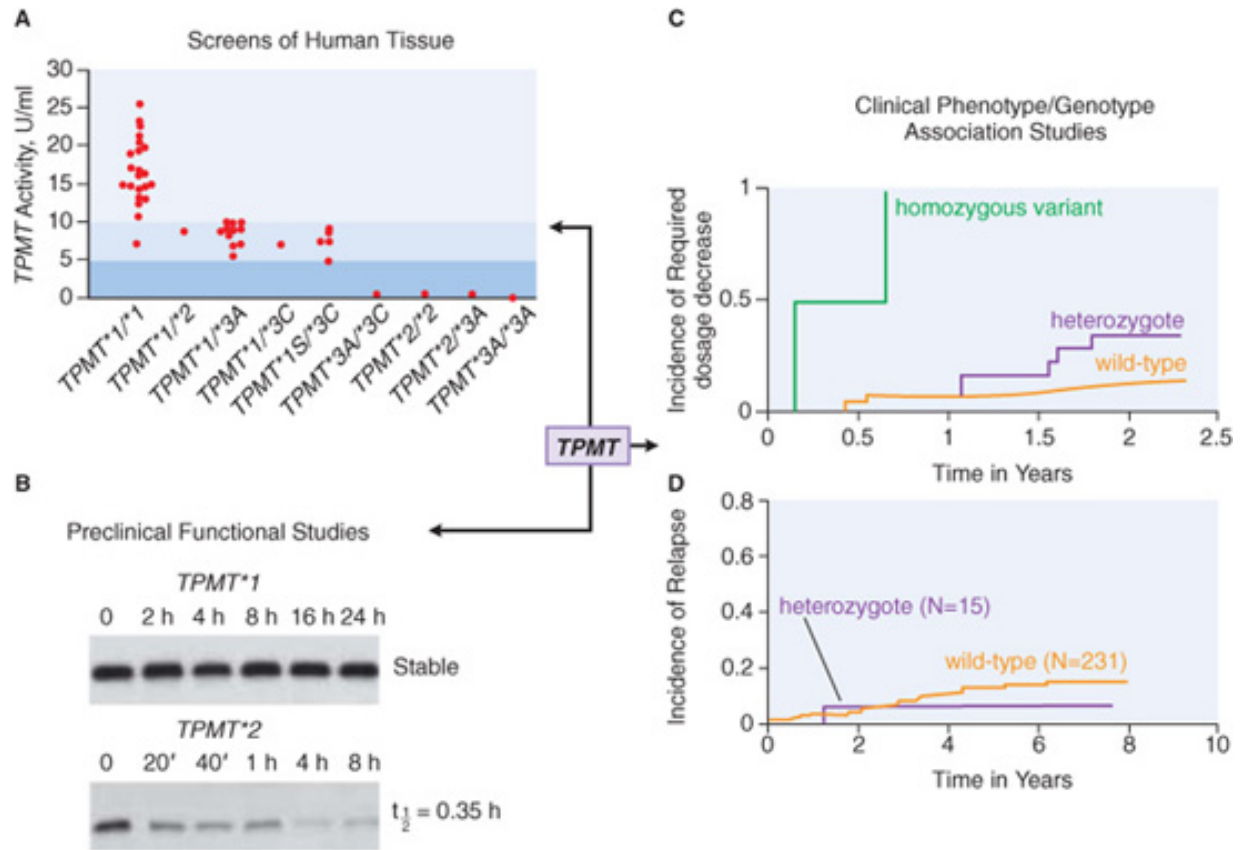 A
Screens of Human Tissue
30
25
20
15
10
5
0
TPMT Activity, U/ml
TPMT*1/*1
TPMT*1/*2
TPMT*1/*3A
TPMT*1/*3C
TPMT*1S/*3C
TPMT*3A/*3C
TPMT*2/*2
TPMT*2/*3A
TPMT*3A/*3A
TPMT
B
Preclinical Functional Studies
TPMT*1
0 2 h 4 h 8 h 16 h 24 h
Stable
TPMT*2
0 20′ 40′ 1 h 4 h 8 h
t½ = 0.35 h
C
Clinical Phenotype/Genotype
Association Studies
Incidence of Required
dosage decrease
1
0.5
0
homozygous variant
heterozygote
wild-type
0 0.5 1 1.5 2 2.5
Time in Years
D
Incidence of Relapse
0.8
0.6
0.4
0.2
0
heterozygote (N=15)
wild-type (N=231)
0 2 4 6 8 10
Time in Years